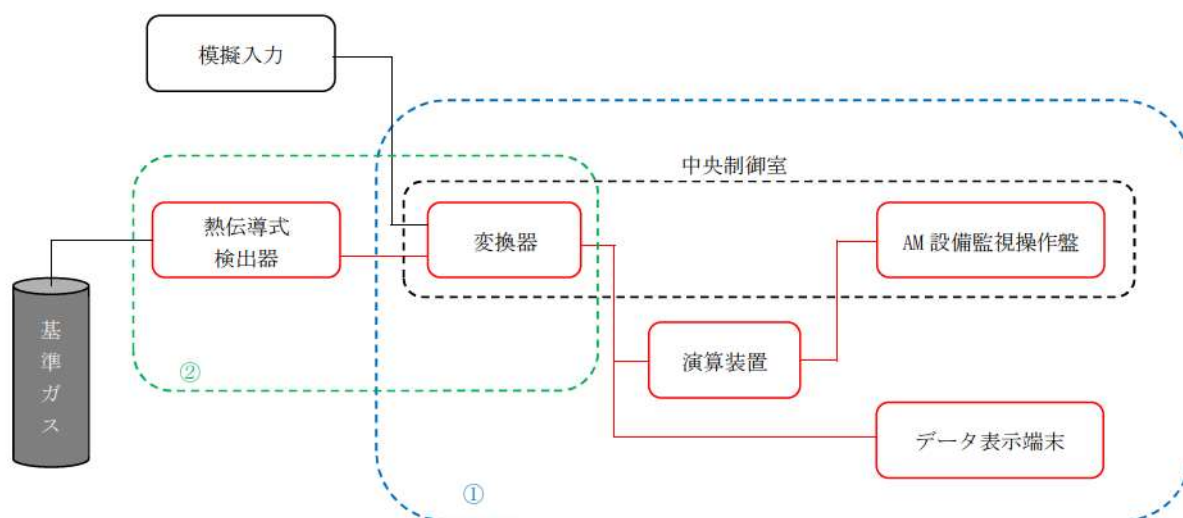 模擬入力
中央制御室
熱伝導式
検出器
変換器
AM 設備監視操作盤
基準ガス
②
演算装置
データ表示端末
①